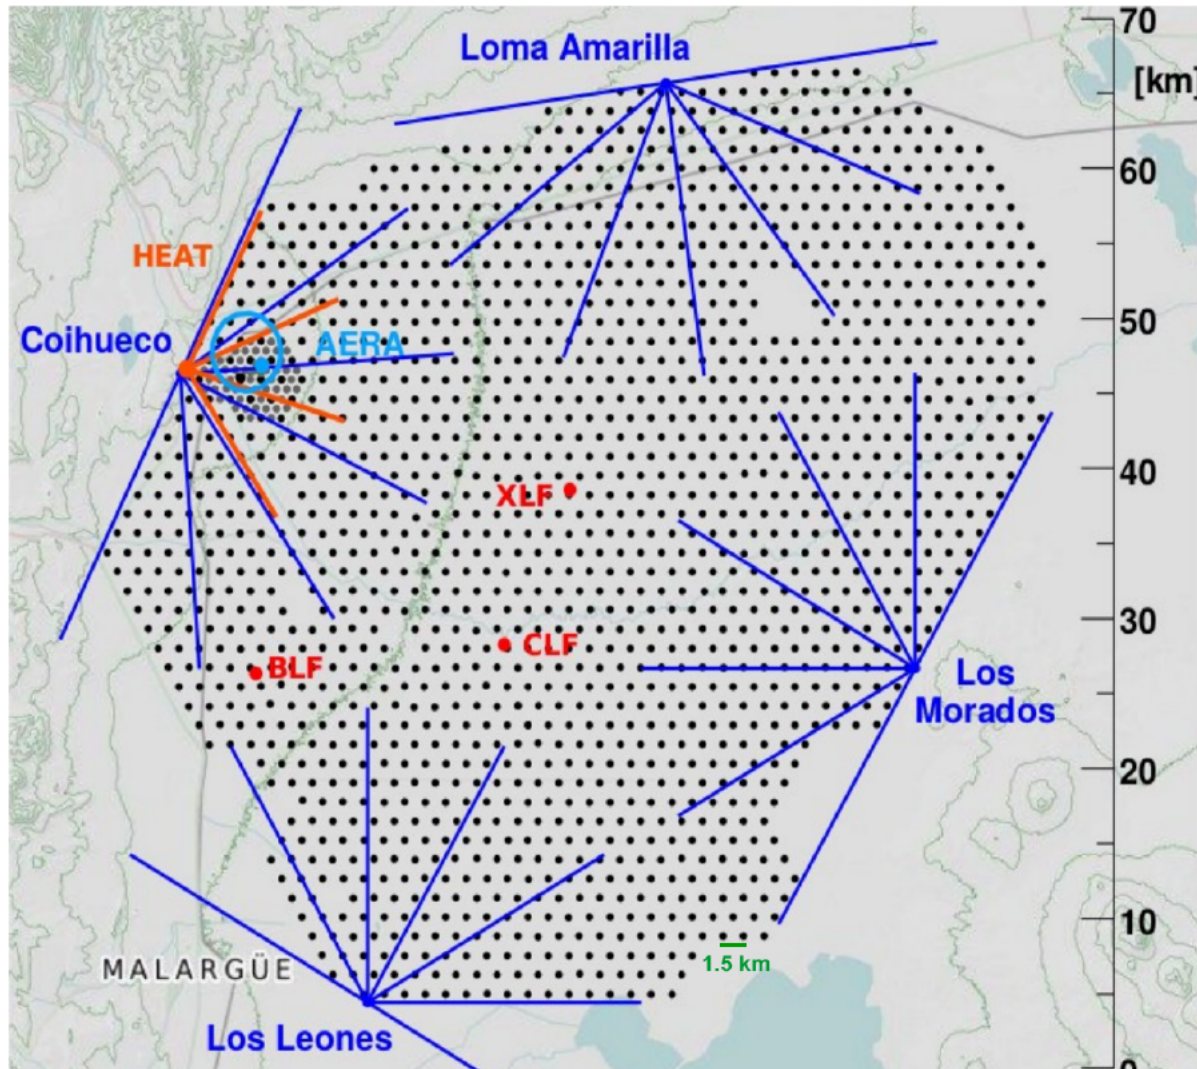 Loma Amarilla
70
[km]
60
HEAT
50
Coihueco
AERA
40
XLF
30
CLF
BLF
Los
Morados
20
10
1.5 km
MALARGÜE
Los Leones
0